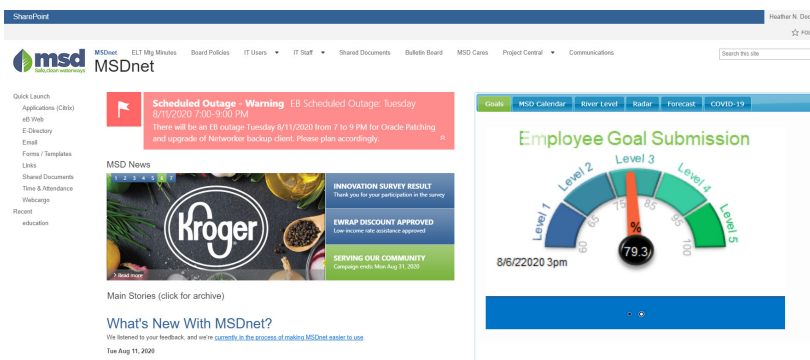 SharePoint
Heather N. Dod
☆ FOL
msd
Safe, clean waterways
MSDnet ELT Mtg Minutes Board Policies IT Users ▼ IT Staff ▼ Shared Documents Bulletin Board MSD Cares Project Central ▼ Communications
MSDnet
Search this site
Quick Launch
Applications (Citrix)
eB Web
E-Directory
Email
Forms / Templates
Links
Shared Documents
Time & Attendance
Webcargo
Recent
education
Scheduled Outage - Warning EB Scheduled Outage: Tuesday
8/11/2020 7:00-9:00 PM
There will be an EB outage Tuesday 8/11/2020 from 7 to 9 PM for Oracle Patching
and upgrade of Networker backup client. Please plan accordingly.
MSD News
1 2 3 4 5 6 7
Kroger
> Read more
INNOVATION SURVEY RESULT
Thank you for your participation in the survey
EWRAP DISCOUNT APPROVED
Low-income rate assistance approved
SERVING OUR COMMUNITY
Campaign ends: Mon Aug 31, 2020
Main Stories (click for archive)
What's New With MSDnet?
We listened to your feedback, and we're currently in the process of making MSDnet easier to use
Tue Aug 11, 2020
Goals MSD Calendar River Level Radar Forecast COVID-19
Employee Goal Submission
Level 1
Level 2
Level 3
Level 4
Level 5
60
65
75
85
100
%
79.3
8/6/22020 3pm